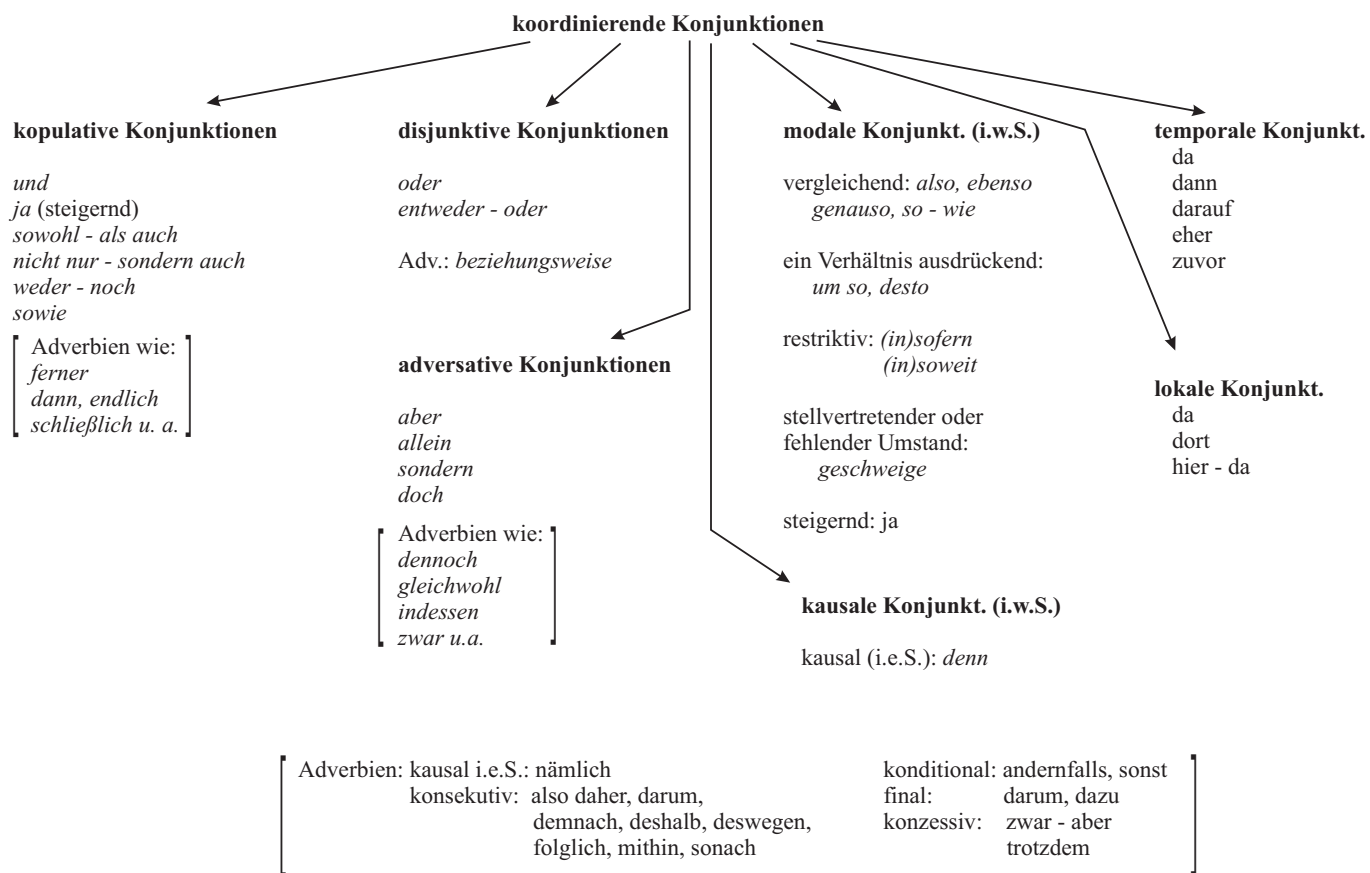 koordinierende Konjunktionen
kopulative Konjunktionen
und
ja (steigernd)
sowohl - als auch
nicht nur - sondern auch
weder - noch
sowie
Adverbien wie:
ferner
dann, endlich
schließlich u. a.
disjunktive Konjunktionen
oder
entweder - oder
Adv.: beziehungsweise
adversative Konjunktionen
aber
allein
sondern
doch
Adverbien wie:
dennoch
gleichwohl
indessen
zwar u.a.
modale Konjunkt. (i.w.S.)
vergleichend: also, ebenso
genauso, so - wie
ein Verhältnis ausdrückend:
um so, desto
restriktiv: (in)sofern
(in)soweit
stellvertretender oder
fehlender Umstand:
geschweige
steigernd: ja
kausale Konjunkt. (i.w.S.)
kausal (i.e.S.): denn
temporale Konjunkt.
da
dann
darauf
eher
zuvor
lokale Konjunkt.
da
dort
hier - da
Adverbien: kausal i.e.S.: nämlich
konsekutiv: also daher, darum,
demnach, deshalb, deswegen,
folglich, mithin, sonach
konditional: andernfalls, sonst
final: darum, dazu
konzessiv: zwar - aber
trotzdem